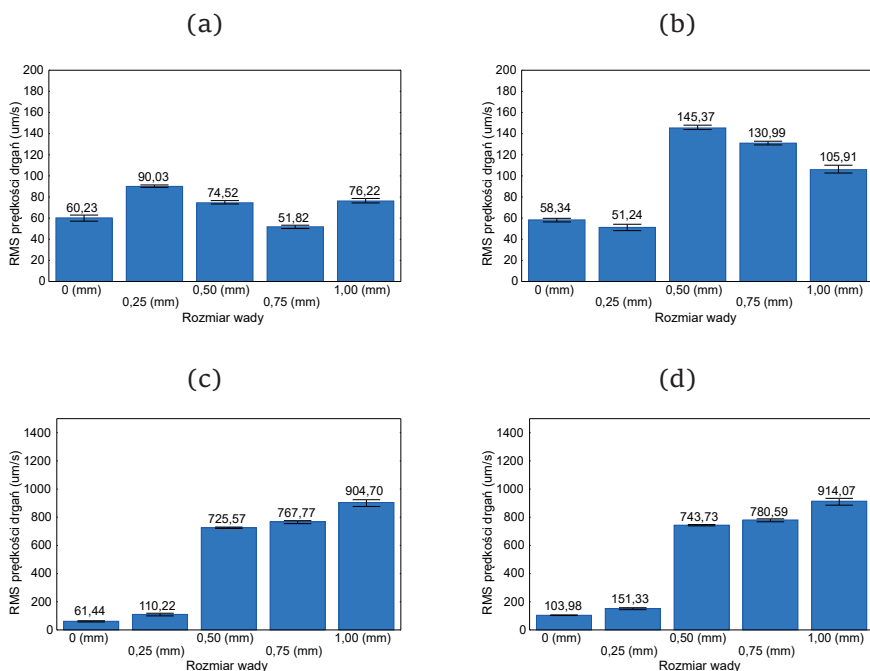 (a)
200
180
160
140
120
100
80
60
40
20
0
RMS prędkości drgań (um/s)
60,23
90,03
74,52
51,82
76,22
0 (mm)
0,25 (mm)
0,50 (mm)
0,75 (mm)
1,00 (mm)
Rozmiar wady
(b)
200
180
160
140
120
100
80
60
40
20
0
RMS prędkości drgań (um/s)
58,34
51,24
145,37
130,99
105,91
0 (mm)
0,25 (mm)
0,50 (mm)
0,75 (mm)
1,00 (mm)
Rozmiar wady
(c)
1400
1200
1000
800
600
400
200
0
RMS prędkości drgań (um/s)
61,44
110,22
725,57
767,77
904,70
0 (mm)
0,25 (mm)
0,50 (mm)
0,75 (mm)
1,00 (mm)
Rozmiar wady
(d)
1400
1200
1000
800
600
400
200
0
RMS prędkości drgań (um/s)
103,98
151,33
743,73
780,59
914,07
0 (mm)
0,25 (mm)
0,50 (mm)
0,75 (mm)
1,00 (mm)
Rozmiar wady